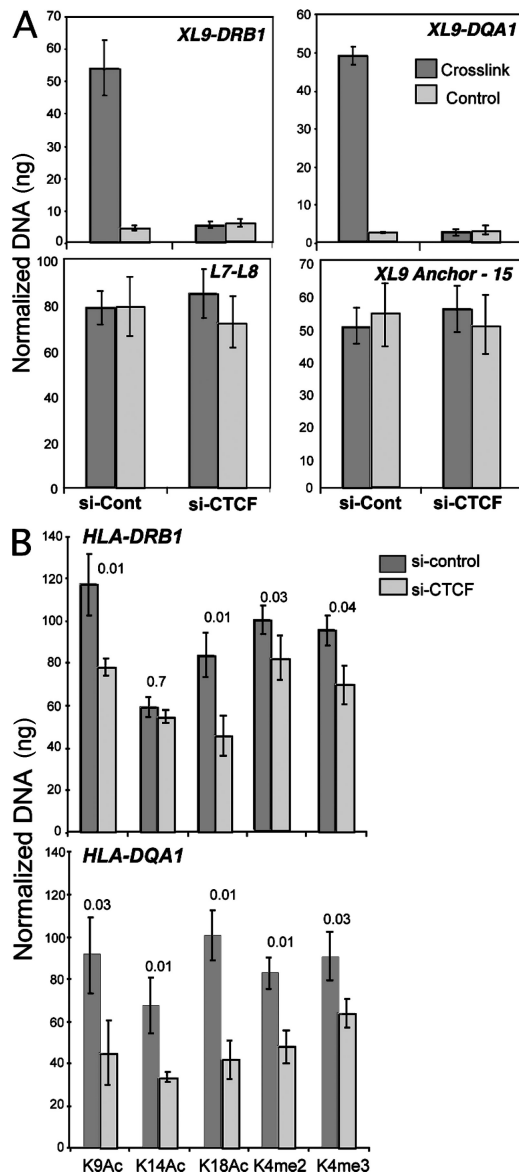 A
XL9-DRB1
XL9-DQA1
Crosslink
Control
Normalized DNA (ng)
70
60
50
40
30
20
10
0
60
50
40
30
20
10
0
L7-L8
XL9 Anchor - 15
100
80
60
40
20
0
70
60
50
40
30
20
10
0
si-Cont
si-CTCF
si-Cont
si-CTCF
B
HLA-DRB1
si-control
si-CTCF
Normalized DNA (ng)
140
120
100
80
60
40
20
0
0.01
0.7
0.01
0.03
0.04
HLA-DQA1
Normalized DNA (ng)
140
120
100
80
60
40
20
0
0.03
0.01
0.01
0.01
0.03
K9Ac
K14Ac
K18Ac
K4me2
K4me3